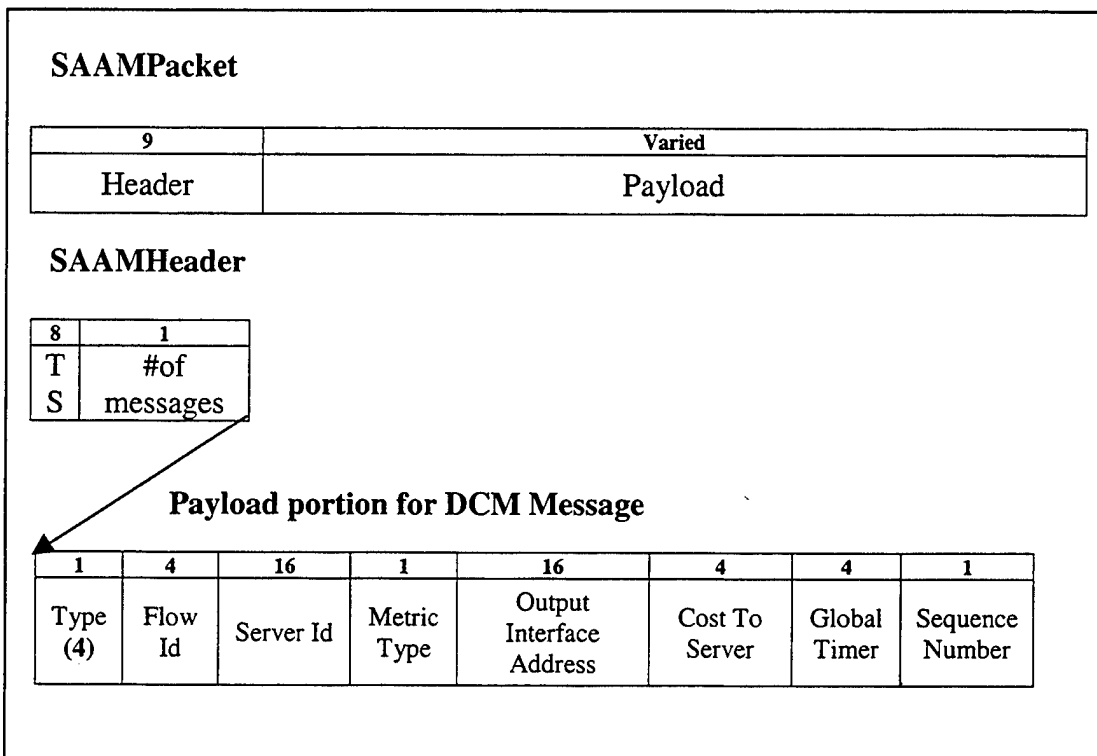 SAAMPacket
9 Varied
Header Payload
SAAMHeader
8 1
T #of
S messages
Payload portion for DCM Message
1 4 16 1 16 4 4 1
Type (4)
Flow Id
Server Id
Metric Type
Output Interface Address
Cost To Server
Global Timer
Sequence Number